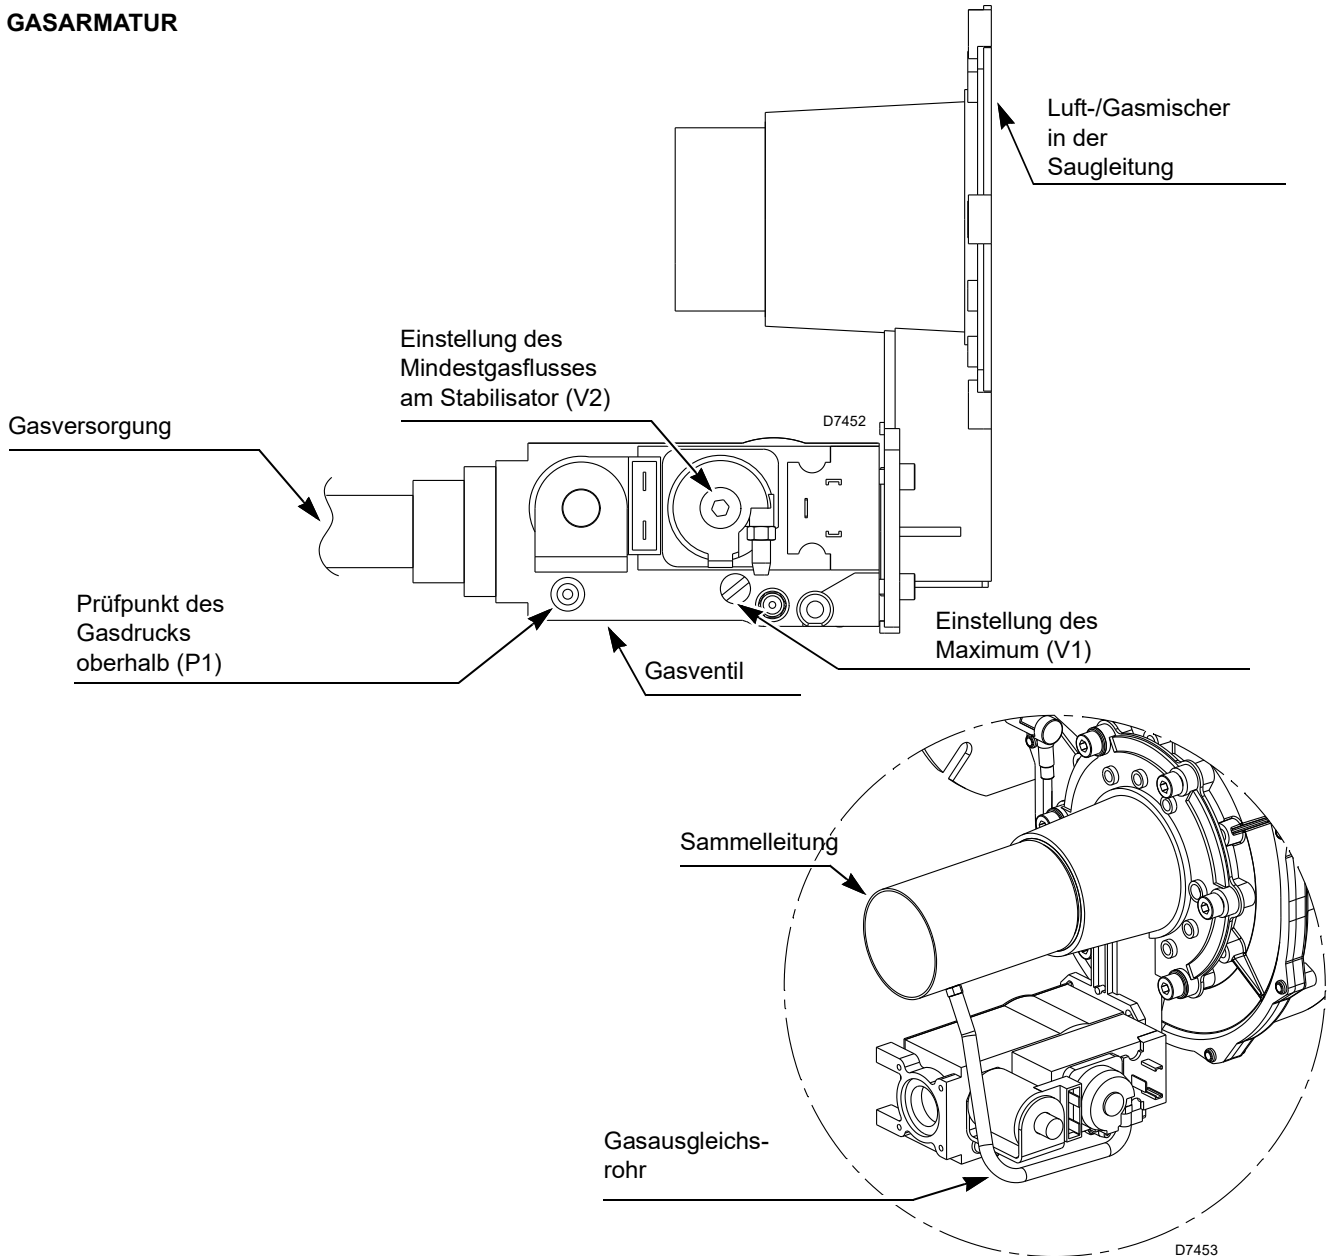 GASARMATUR
Luft-/Gasmischer
in der
Saugleitung
Einstellung des
Mindestgasflusses
am Stabilisator (V2)
D7452
Gasversorgung
Prüfpunkt des
Gasdrucks
oberhalb (P1)
Einstellung des
Maximum (V1)
Gasventil
Sammelleitung
Gasausgleichs-
rohr
D7453